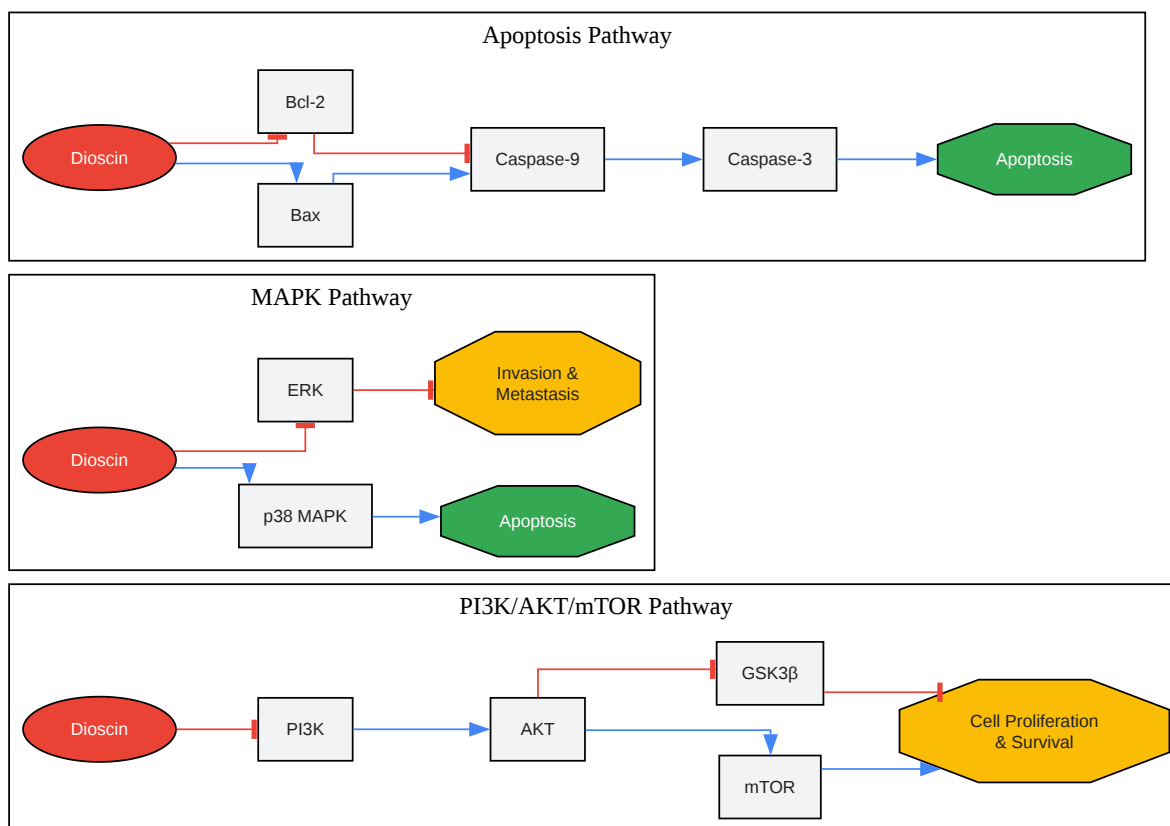 Apoptosis Pathway
Bcl-2
Dioscin
Caspase-9
Caspase-3
Apoptosis
Bax
MAPK Pathway
ERK
Invasion &
Metastasis
Dioscin
p38 MAPK
Apoptosis
PI3K/AKT/mTOR Pathway
GSK3β
Dioscin
PI3K
AKT
Cell Proliferation
& Survival
mTOR